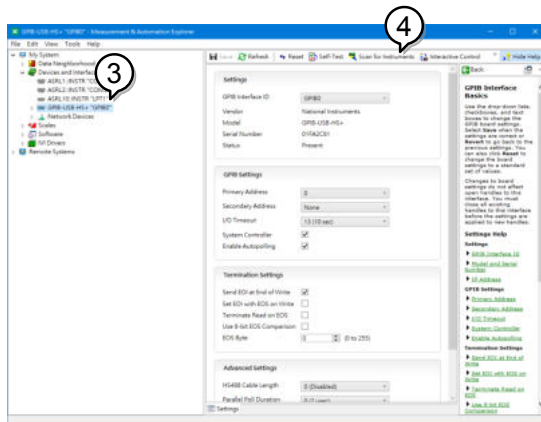 GPIB-USB-HS+ "GPIB0" - Measurement & Automation Explorer
File Edit View Tools Help
4
My System
Data Neighborhood
Devices and Interfaces
ASRL1::INSTR "COM
ASRL2::INSTR "COM
ASRL10::INSTR "LPT1"
GPIB-USB-HS+ "GPIB0"
Network Devices
Scales
Software
IVI Drivers
Remote Systems
3
Save Refresh Reset Self-Test Scan for Instruments Interactive Control Hide Help
Settings
GPIB Interface ID GPIB0
Vendor National Instruments
Model GPIB-USB-HS+
Serial Number
Status Present
GPIB Settings
Primary Address 0
Secondary Address None
I/O Timeout 13 (10 sec)
System Controller
Enable Autopolling
Termination Settings
Send EOI at End of Write
Set EOI with EOS on Write
Terminate Read on EOS
Use 8-bit EOS Comparison
EOS Byte 0 (0 to 255)
Advanced Settings
HS488 Cable Length 0 (Disabled)
Parallel Poll Duration
Settings
Back
GPIB Interface
Basics
Use the drop-down lists,
checkboxes, and text
boxes to change the
GPIB board settings.
Select Save when the
settings are correct or
Revert to go back to the
previous settings. You
can also click Reset to
change the board
settings to a standard
set of values.
Changes to board
settings do not affect
open handles to this
interface. You must
close all existing
handles to this interface
before the settings are
applied to new handles.
Settings Help
Settings
GPIB Interface ID
Model and Serial
Number
IP Address
GPIB Settings
Primary Address
Secondary Address
I/O Timeout
System Controller
Enable Autopolling
Termination Settings
Send EOI at End of
Write
Set EOI with EOS on
Write
Terminate Read on
EOS
Use 8-bit EOS
Comparison